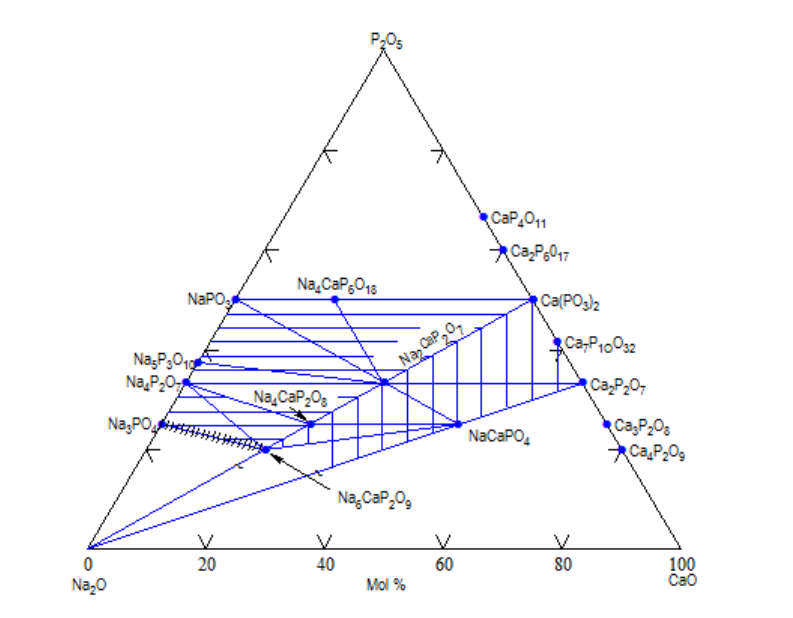 P₂O₅
CaP₄O₁₁
Ca₂P₆0₁₇
Na₄CaP₆O₁₈
NaPO₃
Ca(PO₃)₂
Na₂CaP₂O₇
Ca₇P₁₀O₃₂
Na₅P₃O₁₀
Na₄P₂O₇
Ca₂P₂O₇
Na₄CaP₂O₈
Na₃PO₄
NaCaPO₄
Ca₃P₂O₈
Ca₄P₂O₉
Na₆CaP₂O₉
0 20 40 60 80 100
Na₂O Mol % CaO